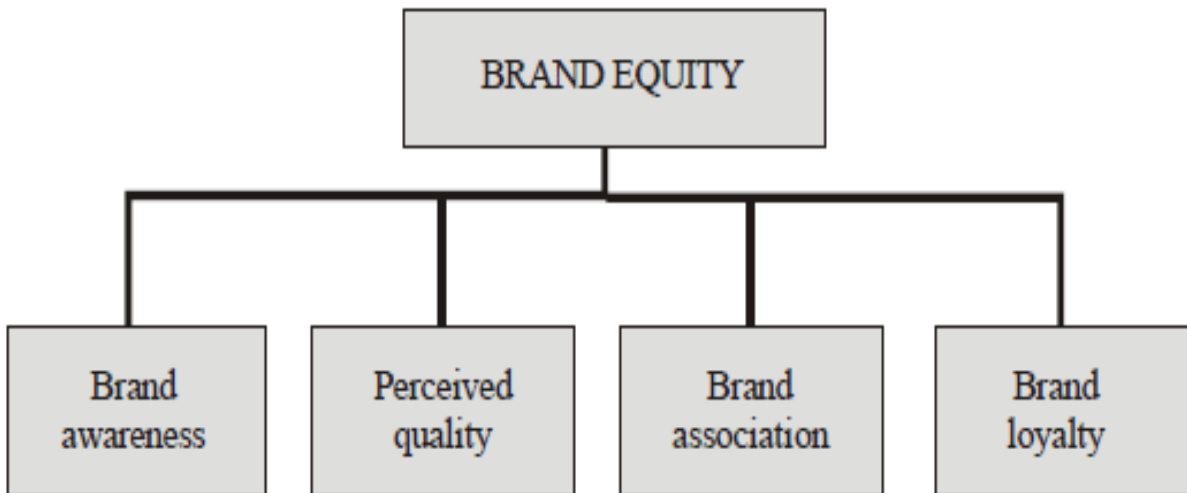 BRAND EQUITY
Brand
awareness
Perceived
quality
Brand
association
Brand
loyalty